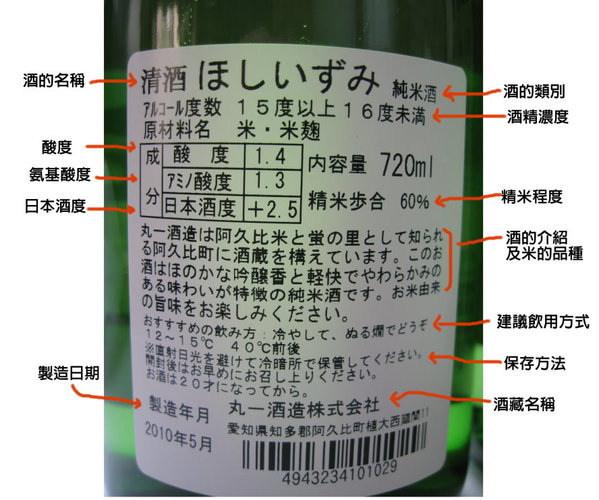 酒的名稱
清酒 ほしいずみ 純米酒
酒的類別
アルコール度数 15度以上16度未満
酒精濃度
原材料名 米・米麹
酸度
成分
酸度 1.4
内容量 720ml
氨基酸度
アミノ酸度 1.3
日本酒度
日本酒度 +2.5
精米歩合 60%
精米程度
丸一酒造は阿久比米と蛍の里として知られ
る阿久比町に酒蔵を構えています。このお
酒はほのかな吟醸香と軽快でやわらかみの
ある味わいが特徴の純米酒です。お米由来
の旨味をお楽しみください。
酒的介紹
及米的品種
おすすめの飲み方:冷やして、ぬる燗でどうぞ
12~15℃ 40℃前後
建議飲用方式
※直射日光を避けて冷暗所で保管してください。
開封後はお早めにお召し上りください。
お酒は20才になってから。
保存方法
製造日期
製造年月 丸一酒造株式会社
酒藏名稱
2010年5月
愛知県知多郡阿久比町植大西廻間11
4943234101029